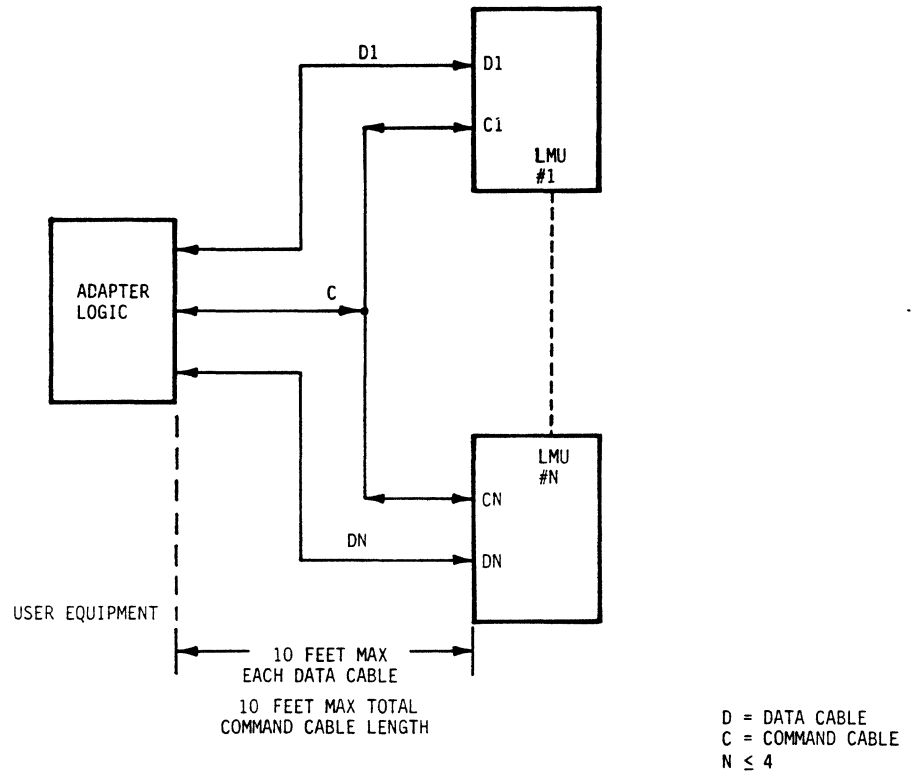 D1
D1
C1
LMU
#1
ADAPTER
LOGIC
C
LMU
#N
CN
DN
DN
USER EQUIPMENT
10 FEET MAX
EACH DATA CABLE
10 FEET MAX TOTAL
COMMAND CABLE LENGTH
D = DATA CABLE
C = COMMAND CABLE
N ≤ 4